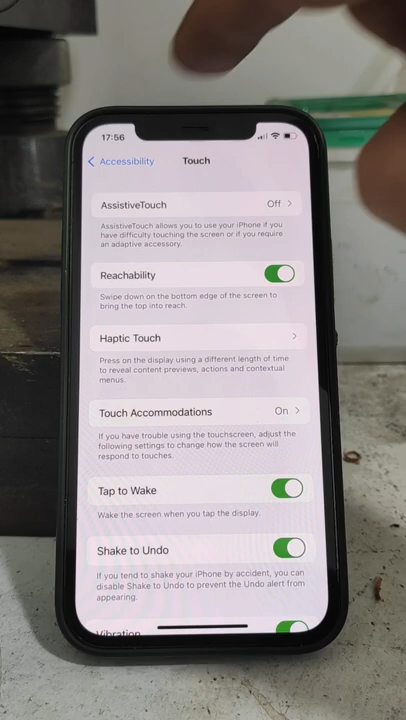 17:56
Accessibility
Touch
AssistiveTouch
Off
AssistiveTouch allows you to use your iPhone if you
have difficulty touching the screen or if you require
an adaptive accessory.
Reachability
Swipe down on the bottom edge of the screen to
bring the top into reach.
Haptic Touch
Press on the display using a different length of time
to reveal content previews, actions and contextual
menus.
Touch Accommodations
On
If you have trouble using the touchscreen, adjust the
following settings to change how the screen will
respond to touches.
Tap to Wake
Wake the screen when you tap the display.
Shake to Undo
If you tend to shake your iPhone by accident, you can
disable Shake to Undo to prevent the Undo alert from
appearing.
Vibration